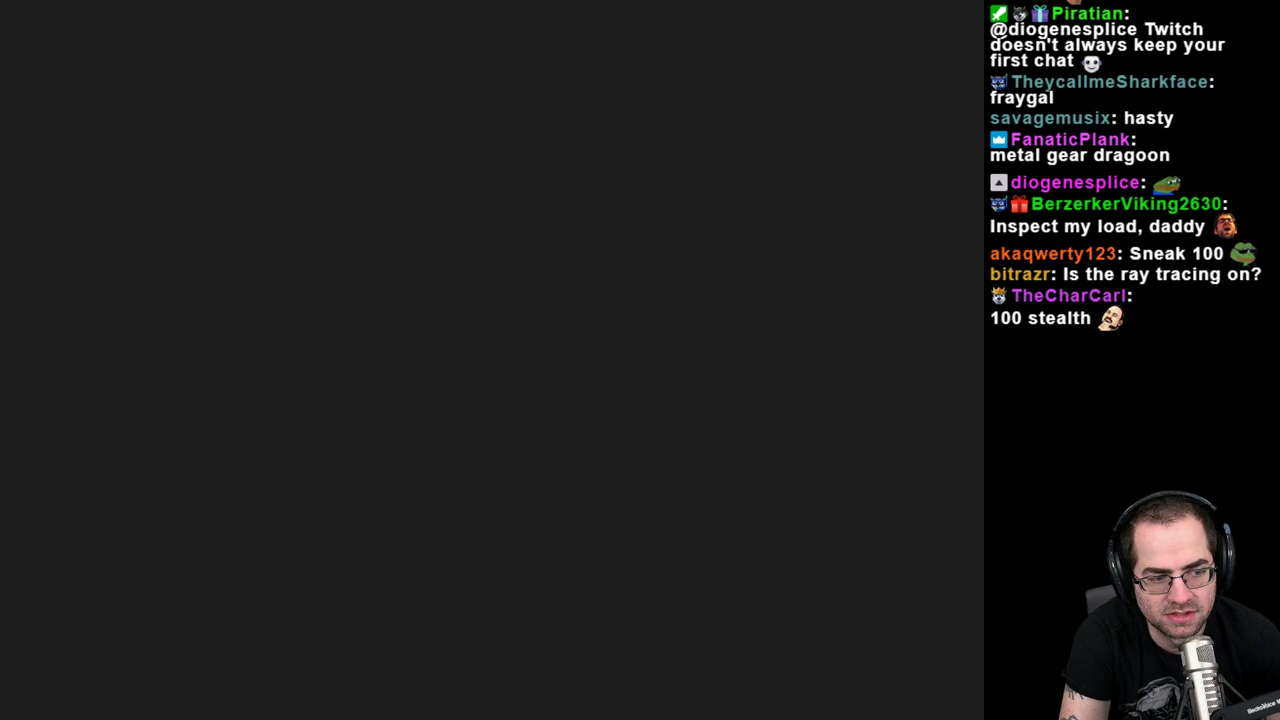 Piratian:
@diogenesplice Twitch
doesn't always keep your
first chat
TheycallmeSharkface:
fraygal
savagemusix: hasty
FanaticPlank:
metal gear dragoon
diogenesplice:
BerzerkerViking2630:
Inspect my load, daddy
akaqwerty123: Sneak 100
bitrazr: Is the ray tracing on?
TheCharCarl:
100 stealth
ElectroVoice